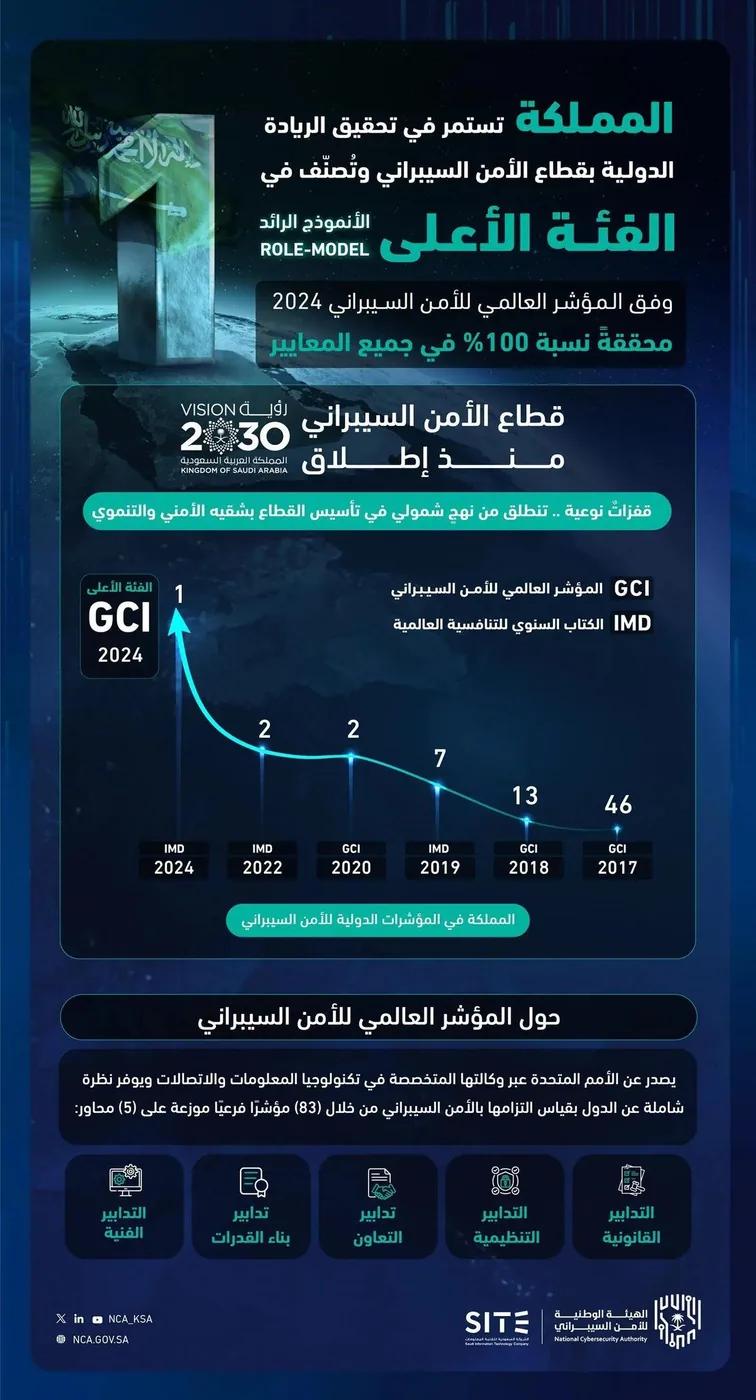 المملكة تستمر في تحقيق الريادة
الدولية بقطاع الأمن السيبراني وتُصنّف في
الفئة الأعلى الأنموذج الرائد
ROLE-MODEL
وفق المؤشر العالمي للأمن السيبراني 2024
محققةً نسبة 100% في جميع المعايير
قطاع الأمن السيبراني
منذ إطلاق
VISION رؤية
2030
المملكة العربية السعودية
KINGDOM OF SAUDI ARABIA
قفزاتٌ نوعية .. تنطلق من نهج شمولي في تأسيس القطاع بشقيه الأمني والتنموي
GCI المؤشر العالمي للأمن السيبراني
IMD الكتاب السنوي للتنافسية العالمية
الفئة الأعلى
GCI
2024
1
2
2
7
13
46
IMD
2024
IMD
2022
GCI
2020
IMD
2019
GCI
2018
GCI
2017
المملكة في المؤشرات الدولية للأمن السيبراني
حول المؤشر العالمي للأمن السيبراني
يصدر عن الأمم المتحدة عبر وكالتها المتخصصة في تكنولوجيا المعلومات والاتصالات ويوفر نظرة
شاملة عن الدول بقياس التزامها بالأمن السيبراني من خلال (83) مؤشرًا فرعيًا موزعة على (5) محاور:
التدابير
القانونية
التدابير
التنظيمية
تدابير
التعاون
تدابير
بناء القدرات
التدابير
الفنية
الهيئة الوطنية
للأمن السيبراني
National Cybersecurity Authority
SITE
الشركة السعودية لتقنية المعلومات
Saudi Information Technology Company
NCA_KSA
NCA.GOV.SA